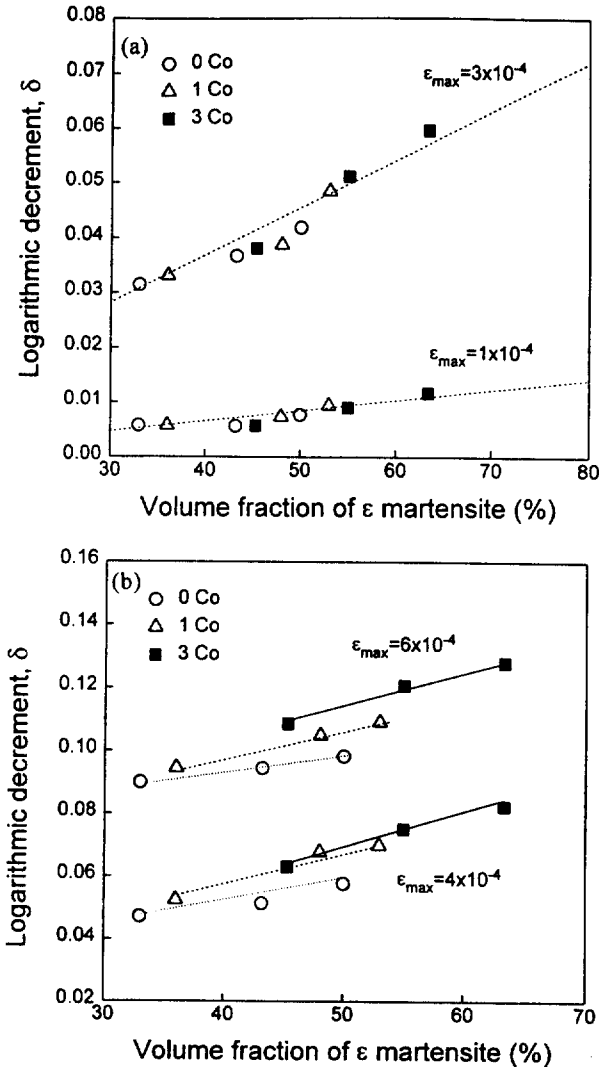 (a)
0 Co
1 Co
3 Co
ε_max=3x10⁻⁴
ε_max=1x10⁻⁴
0.08
0.07
0.06
0.05
0.04
0.03
0.02
0.01
0.00
Logarithmic decrement, δ
30 40 50 60 70 80
Volume fraction of ε martensite (%)
(b)
0 Co
1 Co
3 Co
ε_max=6x10⁻⁴
ε_max=4x10⁻⁴
0.16
0.14
0.12
0.10
0.08
0.06
0.04
0.02
Logarithmic decrement, δ
30 40 50 60 70
Volume fraction of ε martensite (%)